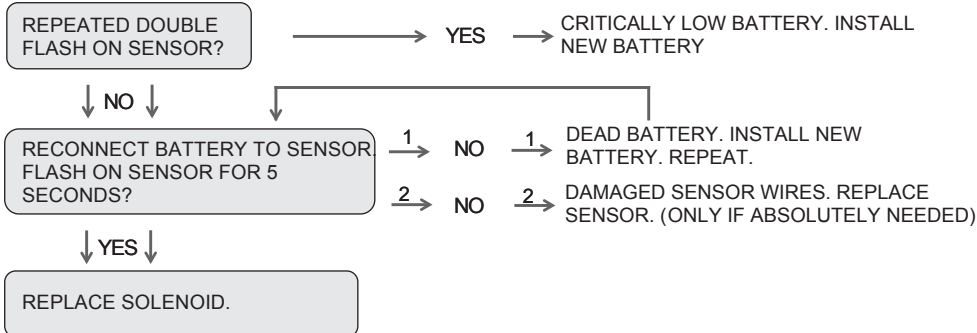 REPEATED DOUBLE
FLASH ON SENSOR?
YES
CRITICALLY LOW BATTERY. INSTALL
NEW BATTERY
NO
RECONNECT BATTERY TO SENSOR.
FLASH ON SENSOR FOR 5
SECONDS?
1
NO
1
DEAD BATTERY. INSTALL NEW
BATTERY. REPEAT.
2
NO
2
DAMAGED SENSOR WIRES. REPLACE
SENSOR. (ONLY IF ABSOLUTELY NEEDED)
YES
REPLACE SOLENOID.